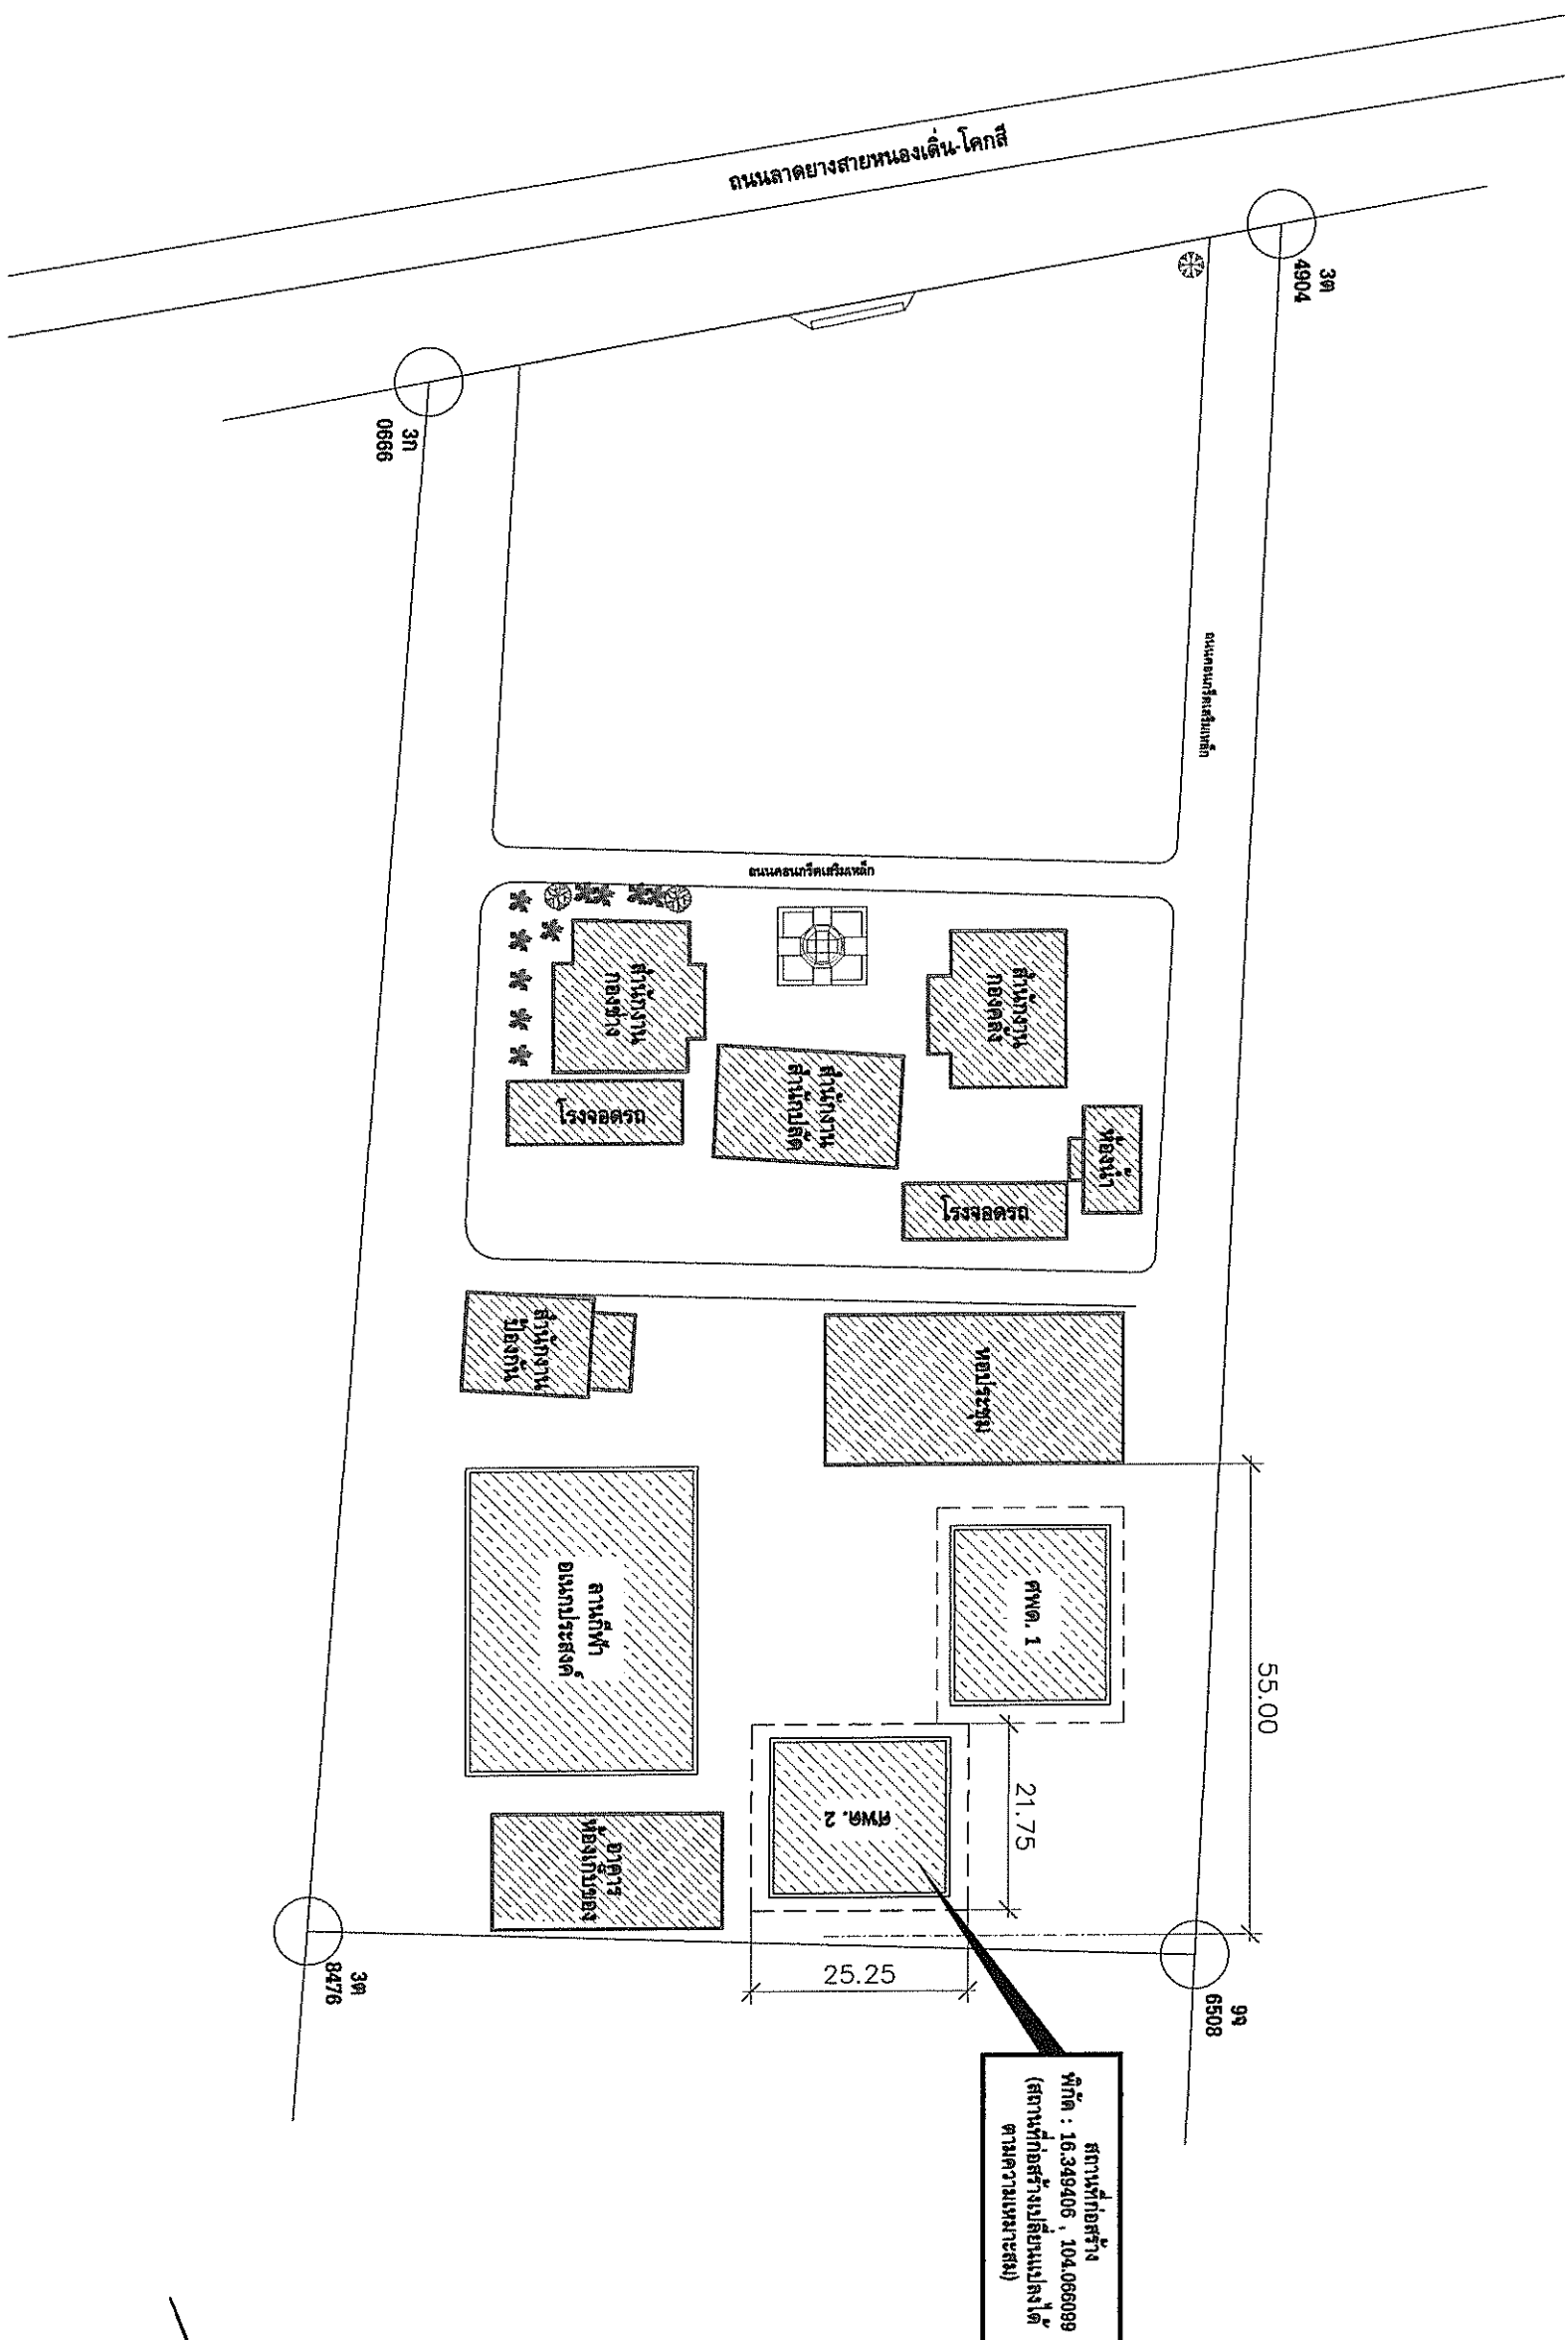 ถนนลาดยางสายหนองเดิ่น-โคกสี
3ต
4904
3ก
0666
ถนนคอนกรีตเสริมเหล็ก
ถนนคอนกรีตเสริมเหล็ก
สำนักงาน
กองช่าง
สำนักงาน
กองคลัง
สำนักงาน
สำนักปลัด
โรงจอดรถ
ห้องน้ำ
โรงจอดรถ
สำนักงาน
ป้องกัน
หอประชุม
ลานกีฬา
อเนกประสงค์
ศพด. 1
55.00
ศพด. 2
21.75
อาคาร
ห้องเก็บของ
25.25
3ต
8476
9จ
6508
สถานที่ก่อสร้าง
พิกัด : 16.349406 , 104.066099
(สถานที่ก่อสร้างเปลี่ยนแปลงได้
ตามความเหมาะสม)